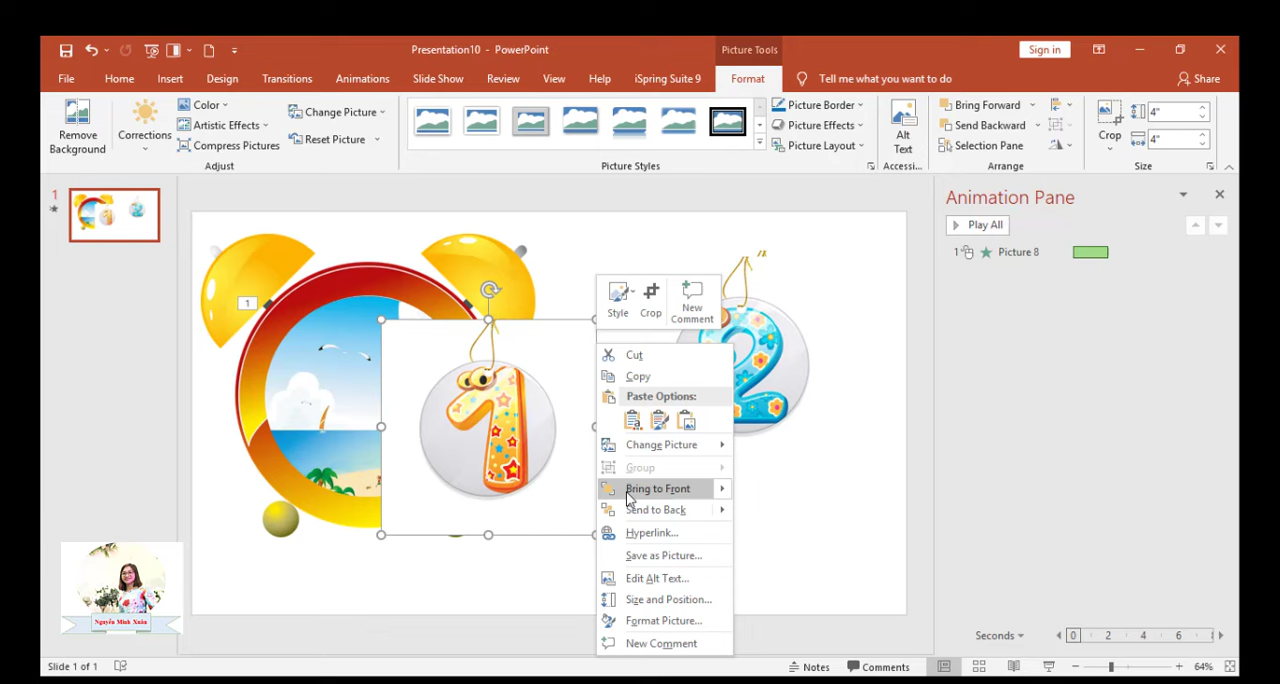 Presentation10 - PowerPoint
Picture Tools
Sign in
File Home Insert Design Transitions Animations Slide Show Review View Help iSpring Suite 9 Format Tell me what you want to do Share
Remove Background
Corrections
Color
Artistic Effects
Compress Pictures
Change Picture
Reset Picture
Picture Border
Picture Effects
Picture Layout
Alt Text
Bring Forward
Send Backward
Selection Pane
Crop
4"
4"
Adjust Picture Styles Accessi... Arrange Size
1
Animation Pane
Play All
1 Picture 8
1
1
2
Style Crop New Comment
Cut
Copy
Paste Options:
Change Picture
Group
Bring to Front
Send to Back
Hyperlink...
Save as Picture...
Edit Alt Text...
Size and Position...
Format Picture...
New Comment
Nguyễn Minh Xuân
Seconds 0 2 4 6
Slide 1 of 1 Notes Comments 64%